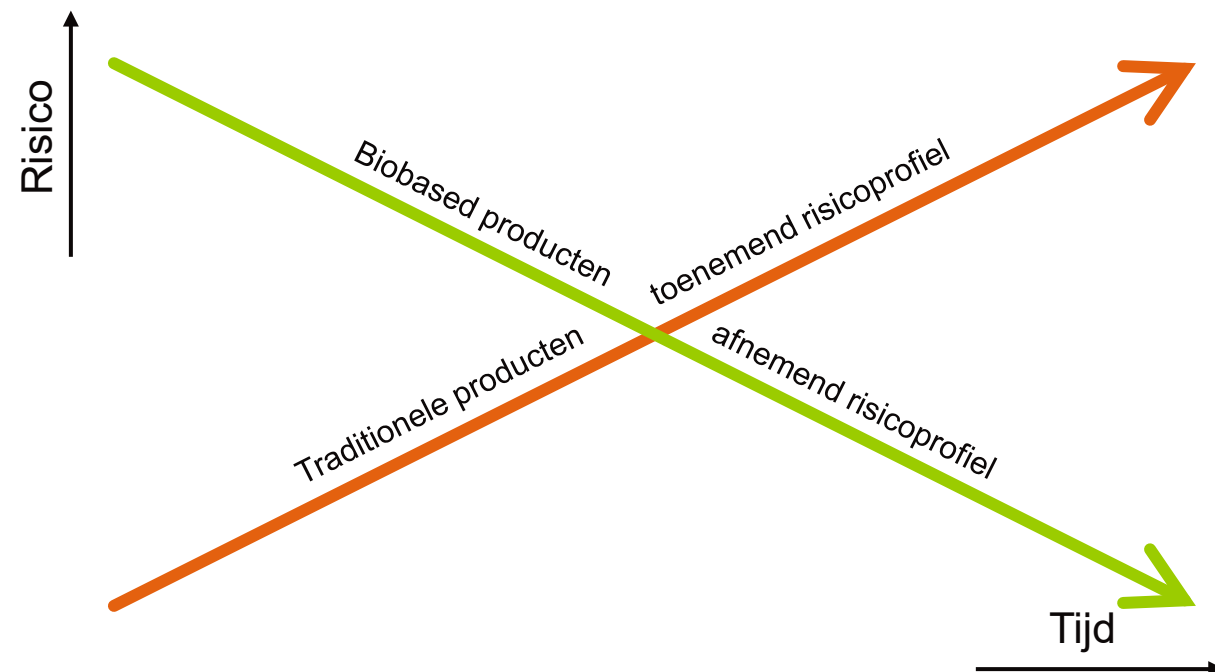 Risico
Biobased producten
toenemend risicoprofiel
Traditionele producten
afnemend risicoprofiel
Tijd